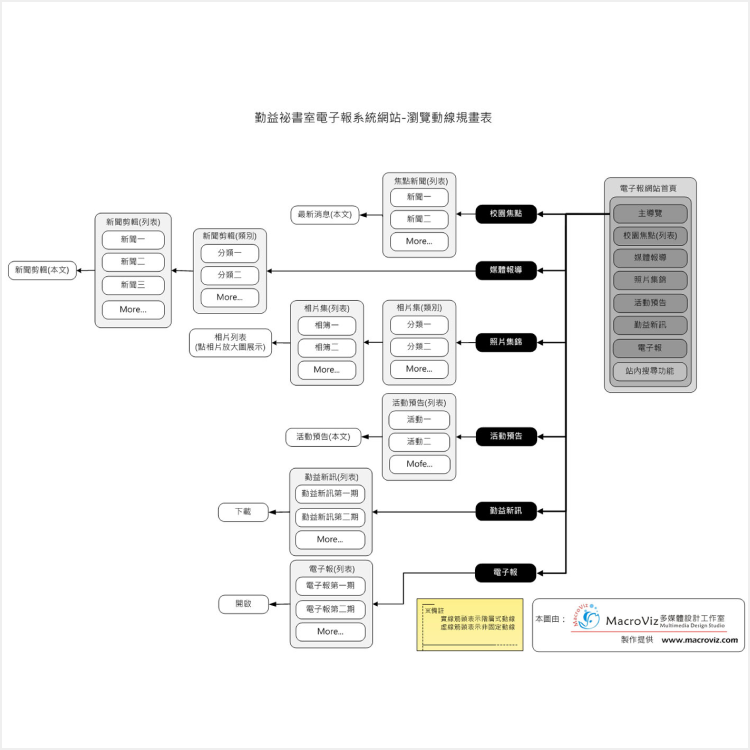 勤益祕書室電子報系統網站-瀏覽動線規畫表
電子報網站首頁
主導覽
校園焦點(列表)
媒體報導
照片集錦
活動預告
勤益新訊
電子報
站內搜尋功能
校園焦點
焦點新聞(列表)
新聞一
新聞二
More...
最新消息(本文)
媒體報導
新聞剪輯(類別)
分類一
分類二
More...
新聞剪輯(列表)
新聞一
新聞二
新聞三
More...
新聞剪輯(本文)
照片集錦
相片集(類別)
分類一
分類二
More...
相片集(列表)
相簿一
相簿二
More...
相片列表
(點相片放大圖展示)
活動預告
活動預告(列表)
活動一
活動二
Mofe...
活動預告(本文)
勤益新訊
勤益新訊(列表)
勤益新訊第一期
勤益新訊第二期
More...
下載
電子報
電子報(列表)
電子報第一期
電子報第二期
More...
開啟
※備註
實線箭頭表示階層式動線
虛線箭頭表示非固定動線
本圖由：
MacroViz
MacroViz 多媒體設計工作室
Multimedia Design Studio
製作提供 www.macroviz.com